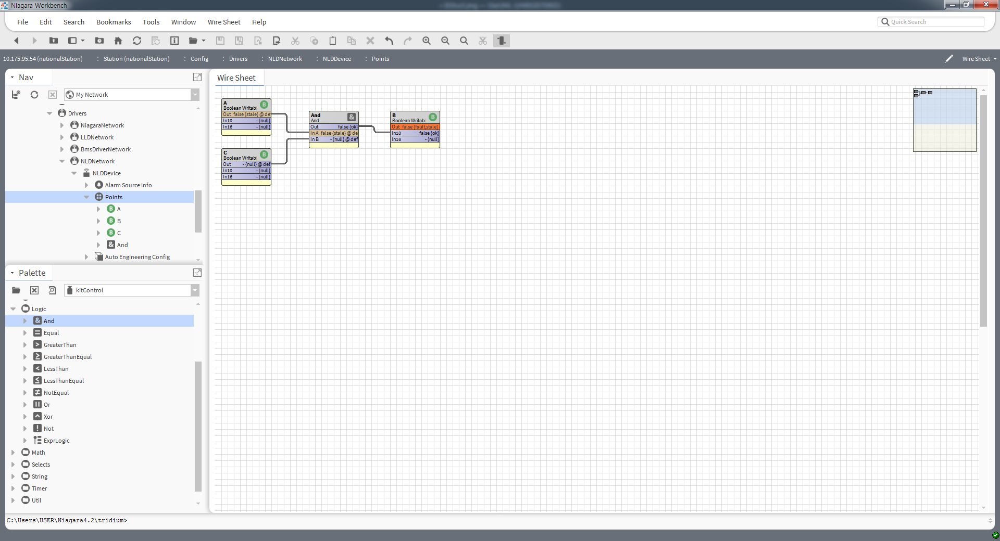 Niagara Workbench
File Edit Search Bookmarks Tools Window Wire Sheet Help
Quick Search
10.175.95.54 (nationalStation) : Station (nationalStation) : Config : Drivers : NLDNetwork : NLDDevice : Points
Wire Sheet
Nav
My Network
Drivers
NiagaraNetwork
LLDNetwork
BmsDriverNetwork
NLDNetwork
NLDDevice
Alarm Source Info
Points
B A
B B
B C
& And
Auto Engineering Config
Palette
kitControl
Logic
& And
Equal
GreaterThan
GreaterThanEqual
LessThan
LessThanEqual
NotEqual
Or
Xor
Not
ExprLogic
Math
Selects
String
Timer
Util
Wire Sheet
A
Boolean Writabl
B
Out false {stale} @ de
In10 - {null}
In16 - {null}
C
Boolean Writabl
B
Out - {null} @ def
In10 - {null}
In16 - {null}
And
And
&
Out false {ok}
In A false {stale} @ de
In B - {null} @ def
B
Boolean Writabl
B
Out false {fault,stale}
In10 false {ok}
In16 - {null}
C:\Users\USER\Niagara4.2\tridium>